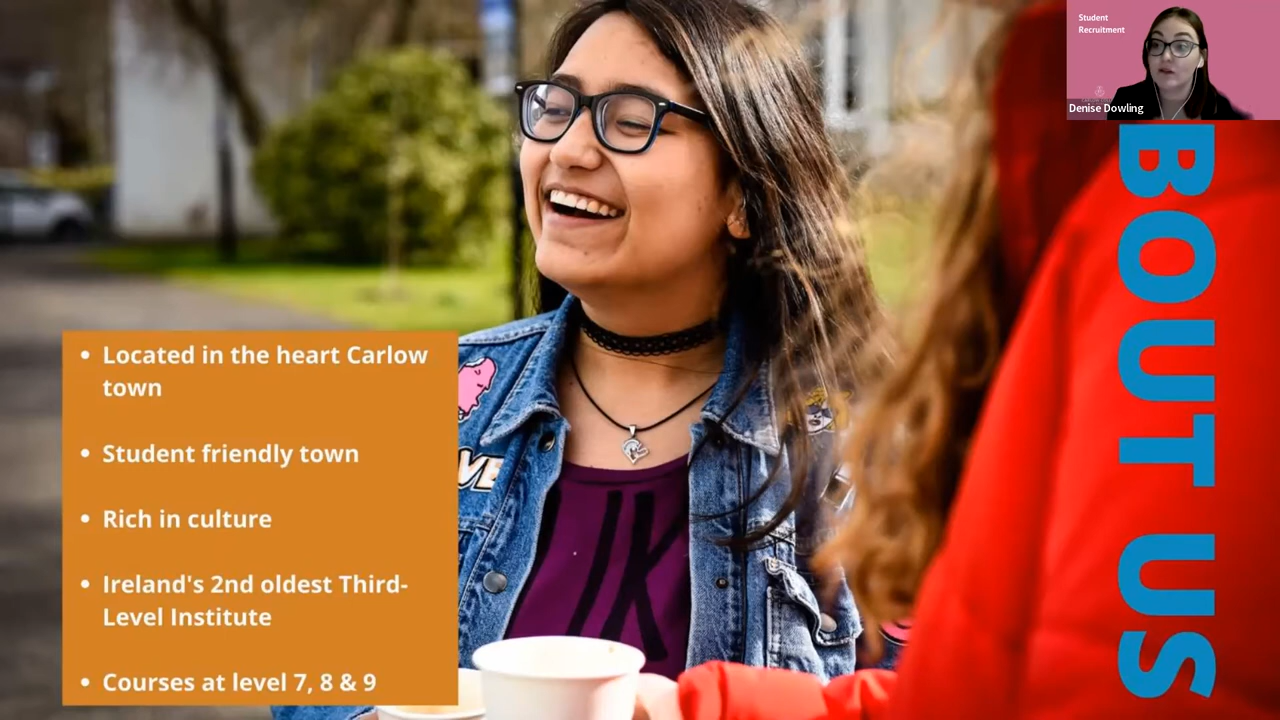 Student
Recruitment
Denise Dowling
BOUT US
• Located in the heart Carlow
town
• Student friendly town
• Rich in culture
• Ireland's 2nd oldest Third-
Level Institute
• Courses at level 7, 8 & 9